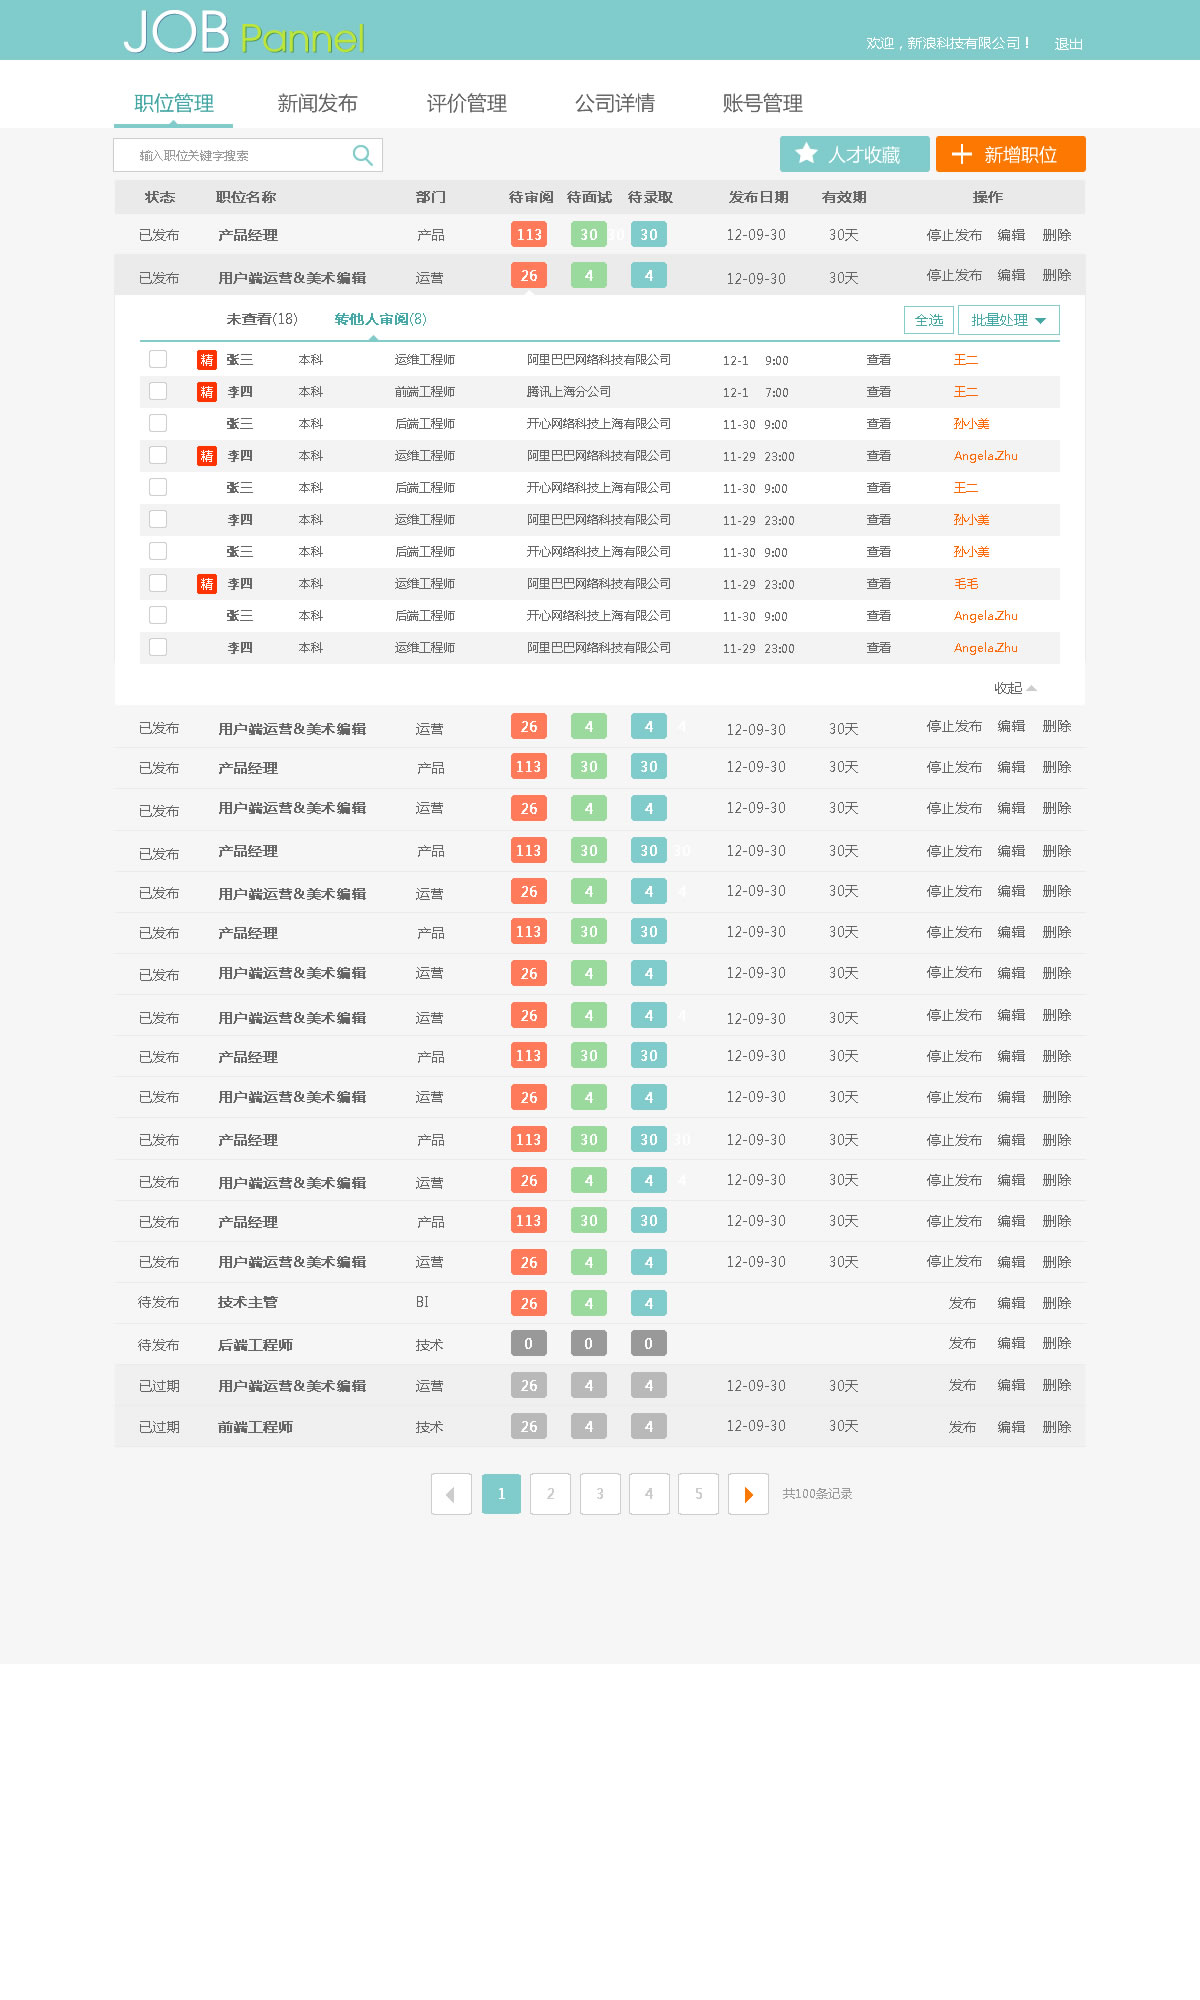 JOB Pannel
欢迎，新浪科技有限公司！ 退出
职位管理 新闻发布 评价管理 公司详情 账号管理
输入职位关键字搜索 人才收藏 新增职位
状态 职位名称 部门 待审阅 待面试 待录取 发布日期 有效期 操作
已发布 产品经理 产品 113 30 30 30 12-09-30 30天 停止发布 编辑 删除
已发布 用户端运营&美术编辑 运营 26 4 4 12-09-30 30天 停止发布 编辑 删除
未查看(18) 转他人审阅(8) 全选 批量处理
精 张三 本科 运维工程师 阿里巴巴网络科技有限公司 12-1 9:00 查看 王二
精 李四 本科 前端工程师 腾讯上海分公司 12-1 7:00 查看 王二
张三 本科 后端工程师 开心网络科技上海有限公司 11-30 9:00 查看 孙小美
精 李四 本科 运维工程师 阿里巴巴网络科技有限公司 11-29 23:00 查看 Angela.Zhu
张三 本科 后端工程师 开心网络科技上海有限公司 11-30 9:00 查看 王二
李四 本科 运维工程师 阿里巴巴网络科技有限公司 11-29 23:00 查看 孙小美
张三 本科 后端工程师 开心网络科技上海有限公司 11-30 9:00 查看 孙小美
精 李四 本科 运维工程师 阿里巴巴网络科技有限公司 11-29 23:00 查看 毛毛
张三 本科 后端工程师 开心网络科技上海有限公司 11-30 9:00 查看 Angela.Zhu
李四 本科 运维工程师 阿里巴巴网络科技有限公司 11-29 23:00 查看 Angela.Zhu
收起
已发布 用户端运营&美术编辑 运营 26 4 4 4 12-09-30 30天 停止发布 编辑 删除
已发布 产品经理 产品 113 30 30 12-09-30 30天 停止发布 编辑 删除
已发布 用户端运营&美术编辑 运营 26 4 4 12-09-30 30天 停止发布 编辑 删除
已发布 产品经理 产品 113 30 30 30 12-09-30 30天 停止发布 编辑 删除
已发布 用户端运营&美术编辑 运营 26 4 4 4 12-09-30 30天 停止发布 编辑 删除
已发布 产品经理 产品 113 30 30 12-09-30 30天 停止发布 编辑 删除
已发布 用户端运营&美术编辑 运营 26 4 4 12-09-30 30天 停止发布 编辑 删除
已发布 用户端运营&美术编辑 运营 26 4 4 4 12-09-30 30天 停止发布 编辑 删除
已发布 产品经理 产品 113 30 30 12-09-30 30天 停止发布 编辑 删除
已发布 用户端运营&美术编辑 运营 26 4 4 12-09-30 30天 停止发布 编辑 删除
已发布 产品经理 产品 113 30 30 30 12-09-30 30天 停止发布 编辑 删除
已发布 用户端运营&美术编辑 运营 26 4 4 4 12-09-30 30天 停止发布 编辑 删除
已发布 产品经理 产品 113 30 30 12-09-30 30天 停止发布 编辑 删除
已发布 用户端运营&美术编辑 运营 26 4 4 12-09-30 30天 停止发布 编辑 删除
待发布 技术主管 BI 26 4 4 发布 编辑 删除
待发布 后端工程师 技术 0 0 0 发布 编辑 删除
已过期 用户端运营&美术编辑 运营 26 4 4 12-09-30 30天 发布 编辑 删除
已过期 前端工程师 技术 26 4 4 12-09-30 30天 发布 编辑 删除
1 2 3 4 5 共100条记录